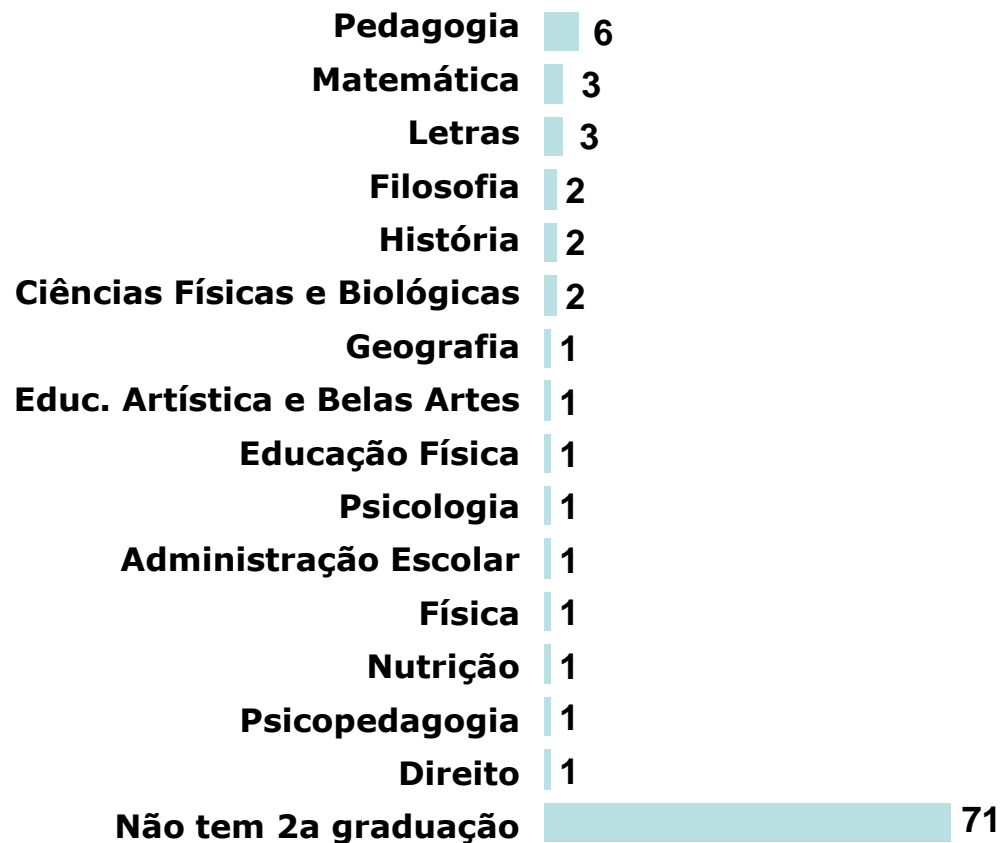 Pedagogia 6
Matemática 3
Letras 3
Filosofia 2
História 2
Ciências Físicas e Biológicas 2
Geografia 1
Educ. Artística e Belas Artes 1
Educação Física 1
Psicologia 1
Administração Escolar 1
Física 1
Nutrição 1
Psicopedagogia 1
Direito 1
Não tem 2a graduação 71